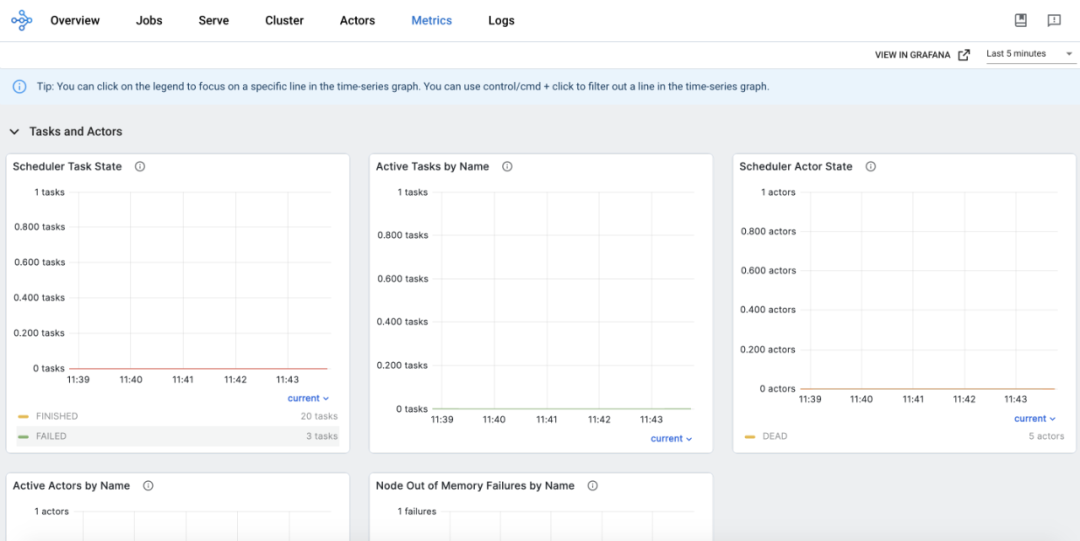 Overview Jobs Serve Cluster Actors Metrics Logs
VIEW IN GRAFANA Last 5 minutes
Tip: You can click on the legend to focus on a specific line in the time-series graph. You can use control/cmd + click to filter out a line in the time-series graph.
Tasks and Actors
Scheduler Task State
1 tasks
0.800 tasks
0.600 tasks
0.400 tasks
0.200 tasks
0 tasks
11:39 11:40 11:41 11:42 11:43
current
FINISHED 20 tasks
FAILED 3 tasks
Active Tasks by Name
1 tasks
0.800 tasks
0.600 tasks
0.400 tasks
0.200 tasks
0 tasks
11:39 11:40 11:41 11:42 11:43
current
Scheduler Actor State
1 actors
0.800 actors
0.600 actors
0.400 actors
0.200 actors
0 actors
11:39 11:40 11:41 11:42 11:43
current
DEAD 5 actors
Active Actors by Name
1 actors
Node Out of Memory Failures by Name
1 failures